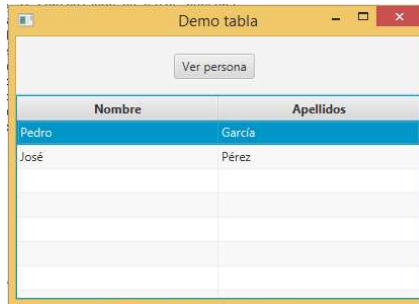 Demo tabla
Ver persona
Nombre Apellidos
Pedro García
José Pérez